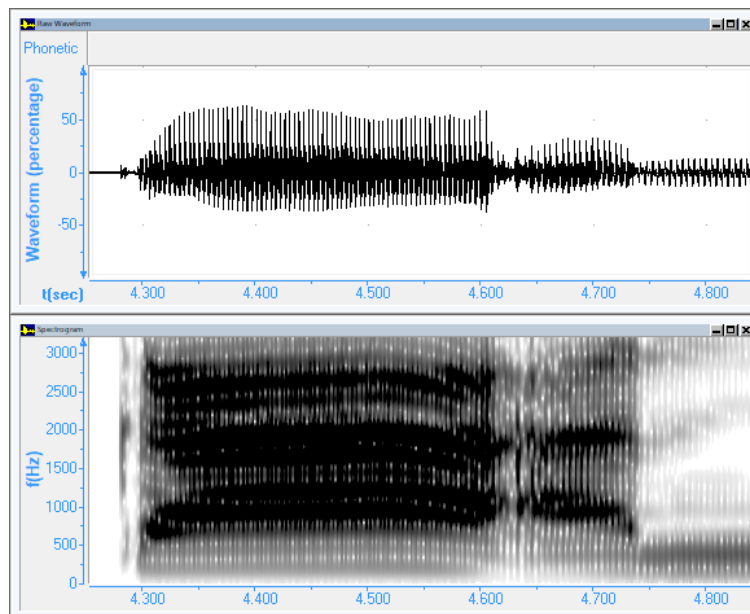 Raw Waveform
Phonetic
Waveform (percentage)
50
0
-50
t(sec) 4.300 4.400 4.500 4.600 4.700 4.800
Spectrogram
f(Hz)
3000
2500
2000
1500
1000
500
0
4.300 4.400 4.500 4.600 4.700 4.800